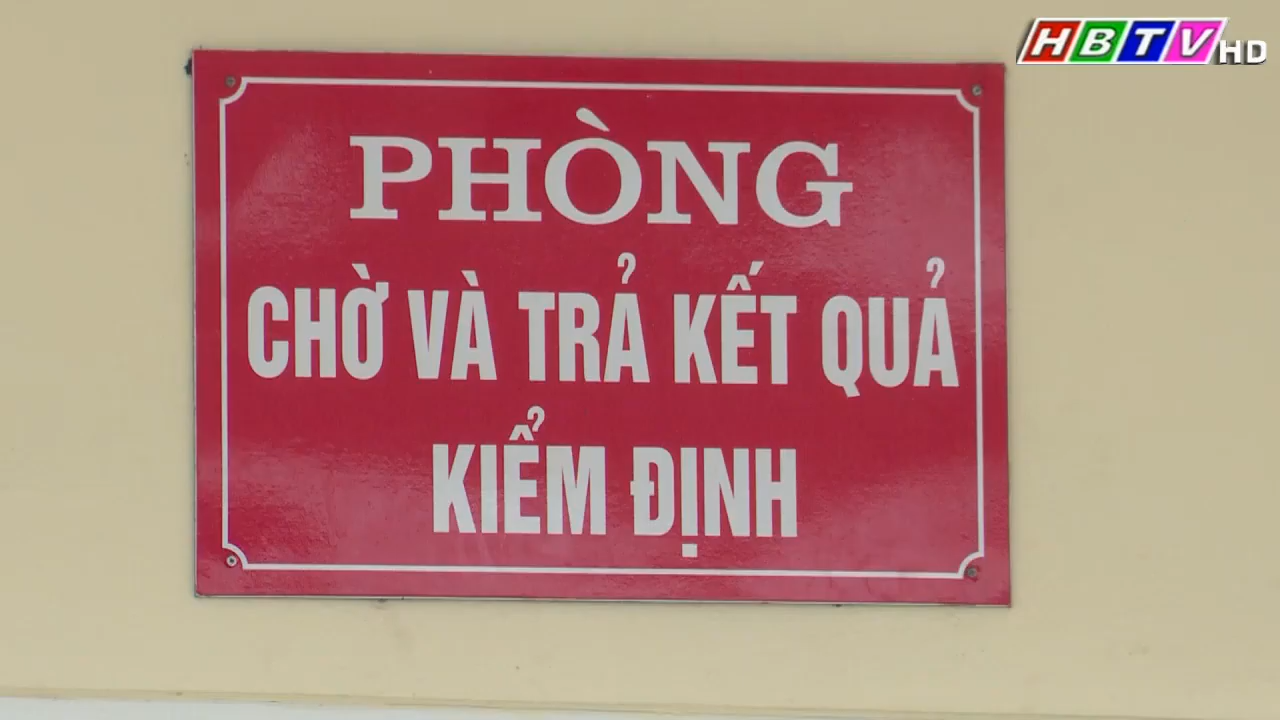 HBTV HD
PHÒNG
CHỜ VÀ TRẢ KẾT QUẢ
KIỂM ĐỊNH